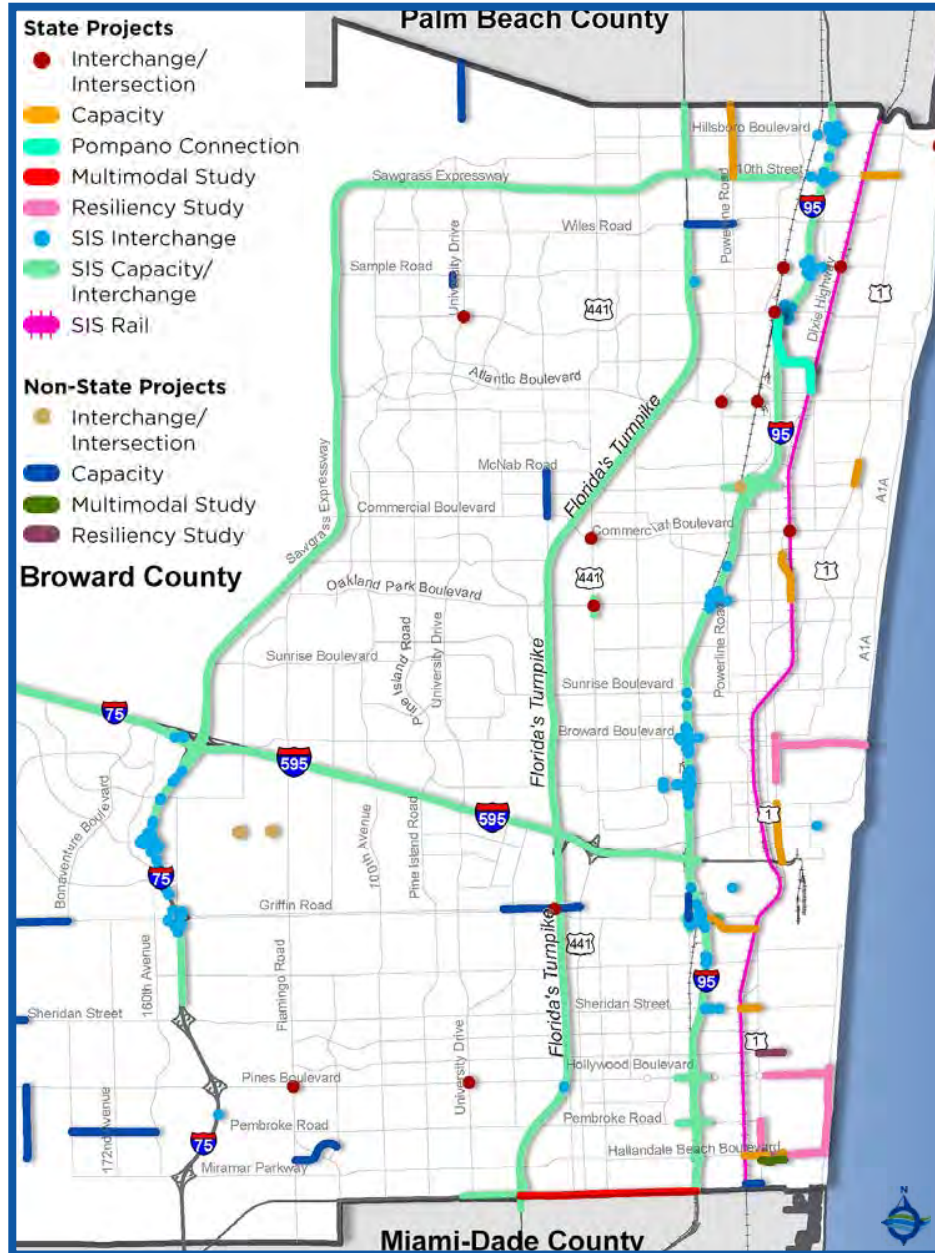 Palm Beach County
State Projects
Interchange/
Intersection
Capacity
Pompano Connection
Multimodal Study
Resiliency Study
SIS Interchange
SIS Capacity/
Interchange
SIS Rail
Non-State Projects
Interchange/
Intersection
Capacity
Multimodal Study
Resiliency Study
Broward County
Hillsboro Boulevard
10th Street
Sawgrass Expressway
95
Powerline Road
Wiles Road
University Drive
Sample Road
Dixie Highway
1
441
Atlantic Boulevard
Florida's Turnpike
95
McNab Road
A1A
Commercial Boulevard
Sawgrass Expressway
Commercial Boulevard
441
1
Oakland Park Boulevard
Pine Island Road
University Drive
Powerline Road
A1A
Sunrise Boulevard
Florida's Turnpike
Sunrise Boulevard
75
Broward Boulevard
595
Bonaventure Boulevard
595
1
100th Avenue
Pine Island Road
75
Griffin Road
441
160th Avenue
Flamingo Road
Florida's Turnpike
95
Sheridan Street
Sheridan Street
University Drive
1
Hollywood Boulevard
Pines Boulevard
172nd Avenue
Pembroke Road
Pembroke Road
75
Hallandale Beach Boulevard
Miramar Parkway
N
Miami-Dade County